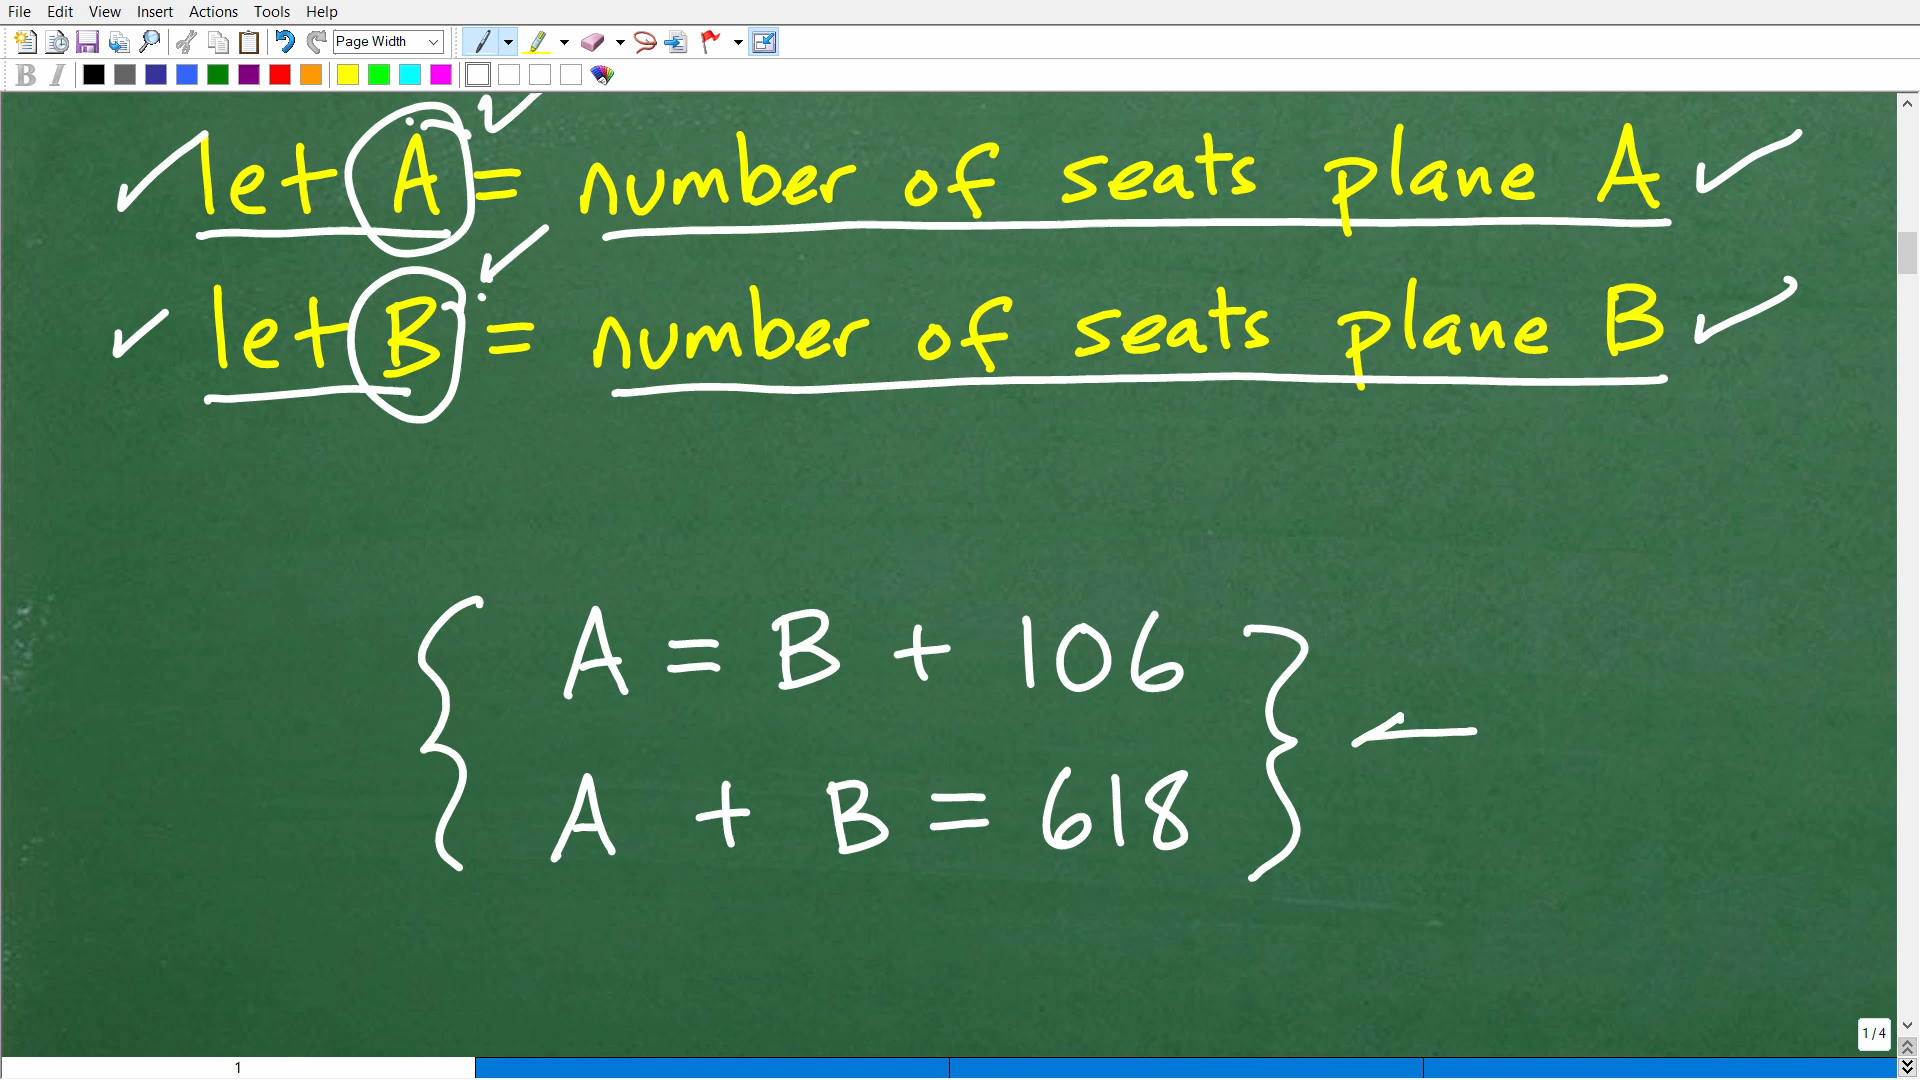 File Edit View Insert Actions Tools Help
Page Width
B I
let A = number of seats plane A
let B = number of seats plane B
A = B + 106
A + B = 618
1 / 4
1